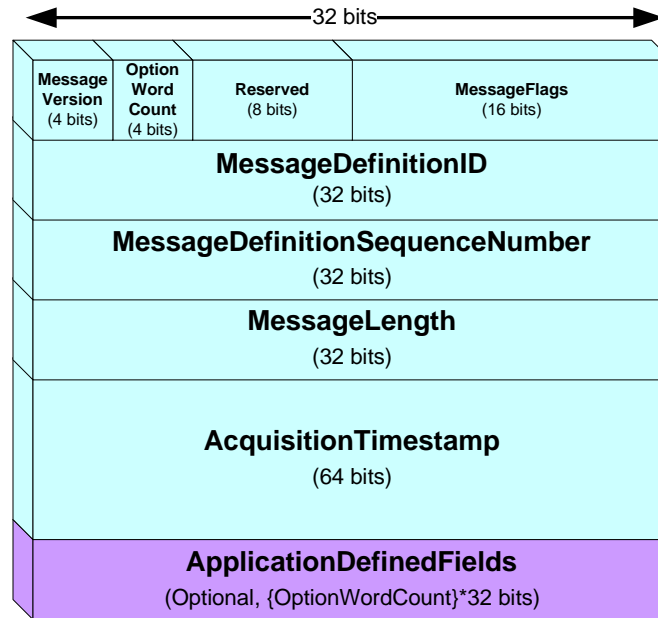 32 bits
Message
Version
(4 bits)
Option
Word
Count
(4 bits)
Reserved
(8 bits)
MessageFlags
(16 bits)
MessageDefinitionID
(32 bits)
MessageDefinitionSequenceNumber
(32 bits)
MessageLength
(32 bits)
AcquisitionTimestamp
(64 bits)
ApplicationDefinedFields
(Optional, {OptionWordCount}*32 bits)